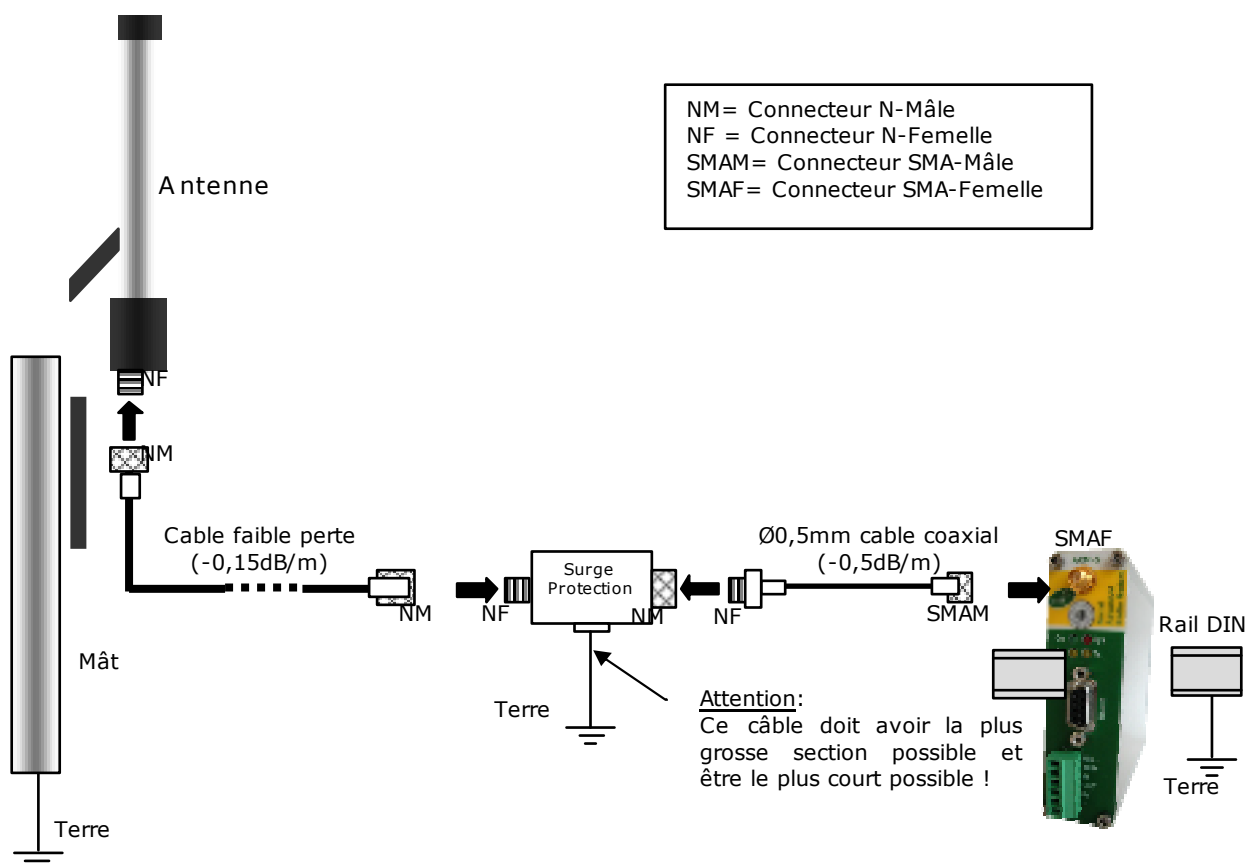 NM= Connecteur N-Mâle
NF = Connecteur N-Femelle
SMAM= Connecteur SMA-Mâle
SMAF= Connecteur SMA-Femelle
Antenne
NF
NM
Cable faible perte
(-0,15dB/m)
NM
NF
Surge
Protection
NM
NF
Ø0,5mm cable coaxial
(-0,5dB/m)
SMAM
SMAF
Rail DIN
Mât
Terre
Attention:
Ce câble doit avoir la plus
grosse section possible et
être le plus court possible !
Terre
Terre